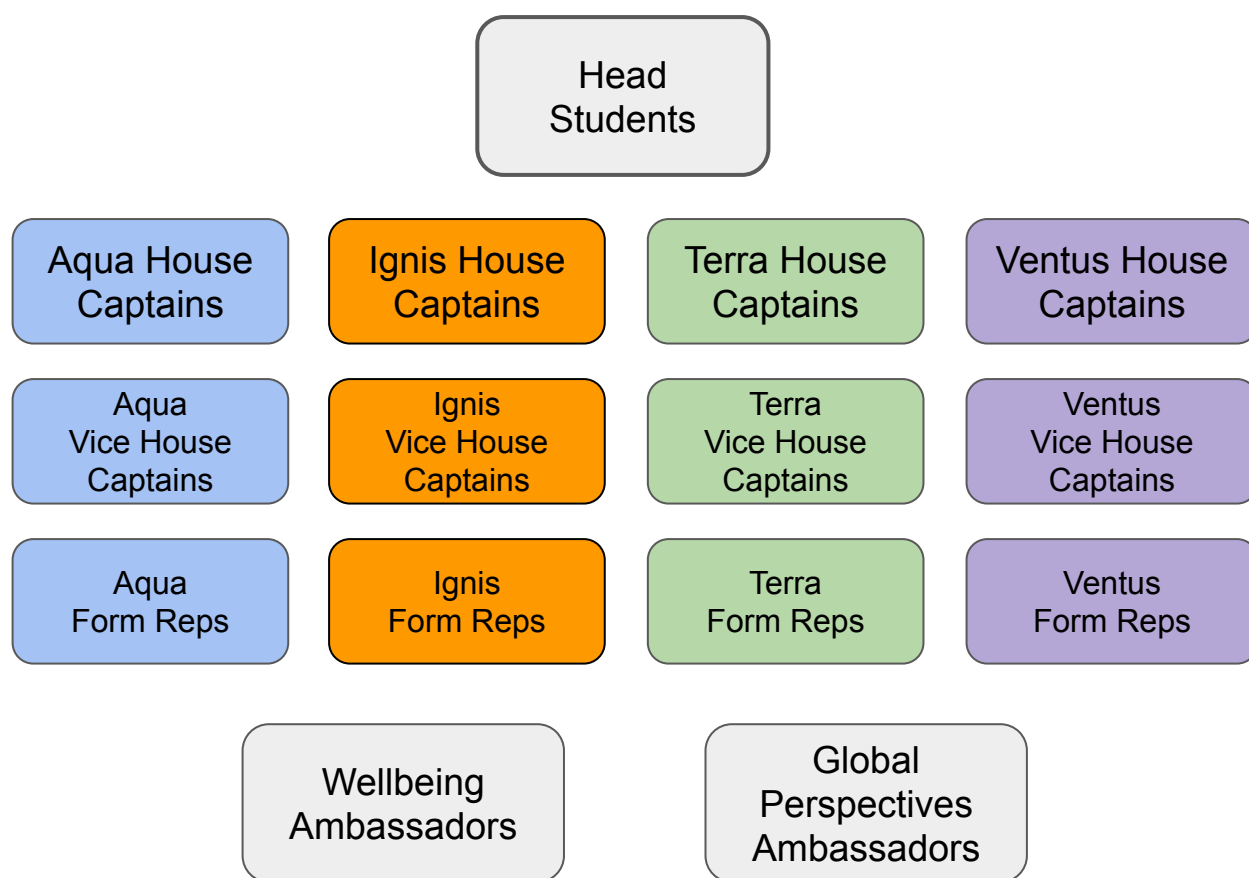 Head
Students
Aqua House
Captains
Ignis House
Captains
Terra House
Captains
Ventus House
Captains
Aqua
Vice House
Captains
Ignis
Vice House
Captains
Terra
Vice House
Captains
Ventus
Vice House
Captains
Aqua
Form Reps
Ignis
Form Reps
Terra
Form Reps
Ventus
Form Reps
Wellbeing
Ambassadors
Global
Perspectives
Ambassadors